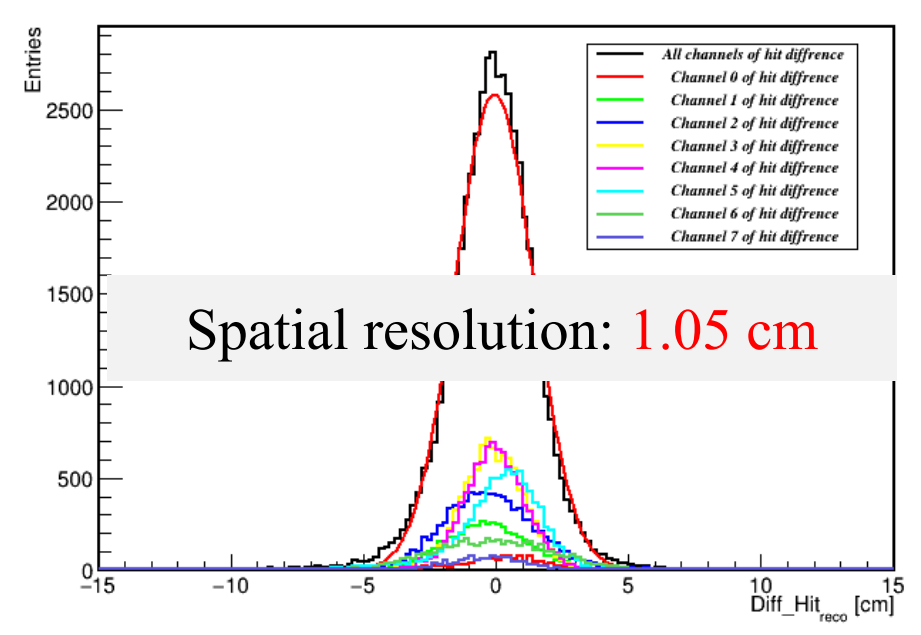 Entries
2500
2000
1500
1000
500
0
All channels of hit diffrence
Channel 0 of hit diffrence
Channel 1 of hit diffrence
Channel 2 of hit diffrence
Channel 3 of hit diffrence
Channel 4 of hit diffrence
Channel 5 of hit diffrence
Channel 6 of hit diffrence
Channel 7 of hit diffrence
Spatial resolution: 1.05 cm
−15 −10 −5 0 5 10 15
Diff_Hit_reco [cm]